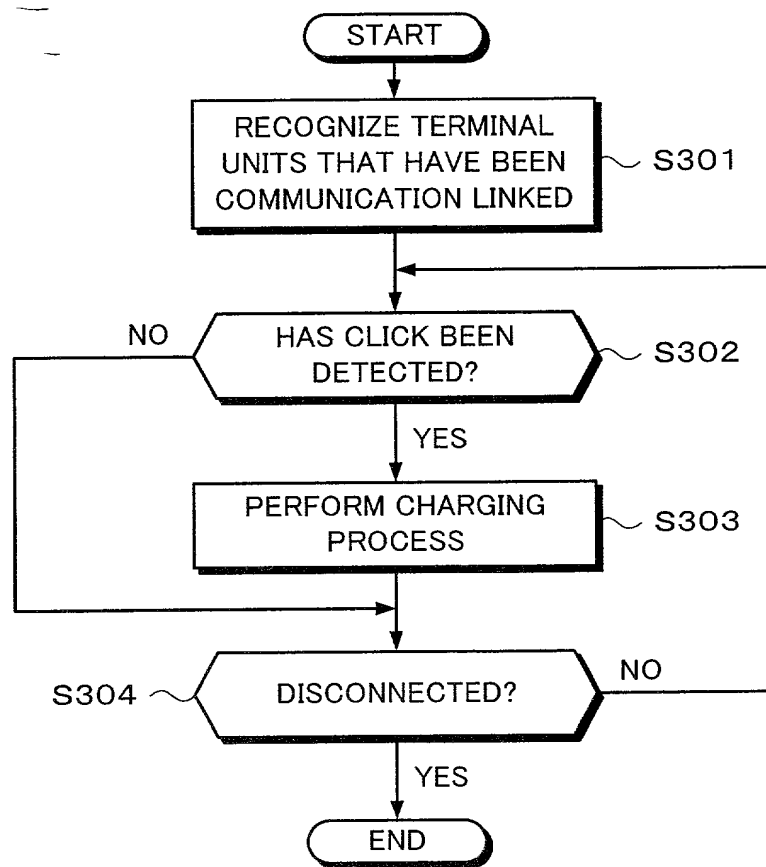 START
RECOGNIZE TERMINAL
UNITS THAT HAVE BEEN
COMMUNICATION LINKED
S301
NO
HAS CLICK BEEN
DETECTED?
S302
YES
PERFORM CHARGING
PROCESS
S303
S304
DISCONNECTED?
NO
YES
END